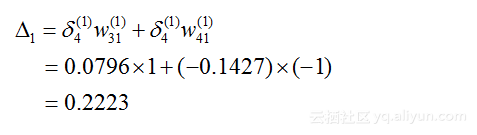 Δ₁ = δ₄⁽¹⁾w₃₁⁽¹⁾ + δ₄⁽¹⁾w₄₁⁽¹⁾
= 0.0796×1+(−0.1427)×(−1)
= 0.2223
云栖社区 yq.aliyun.com